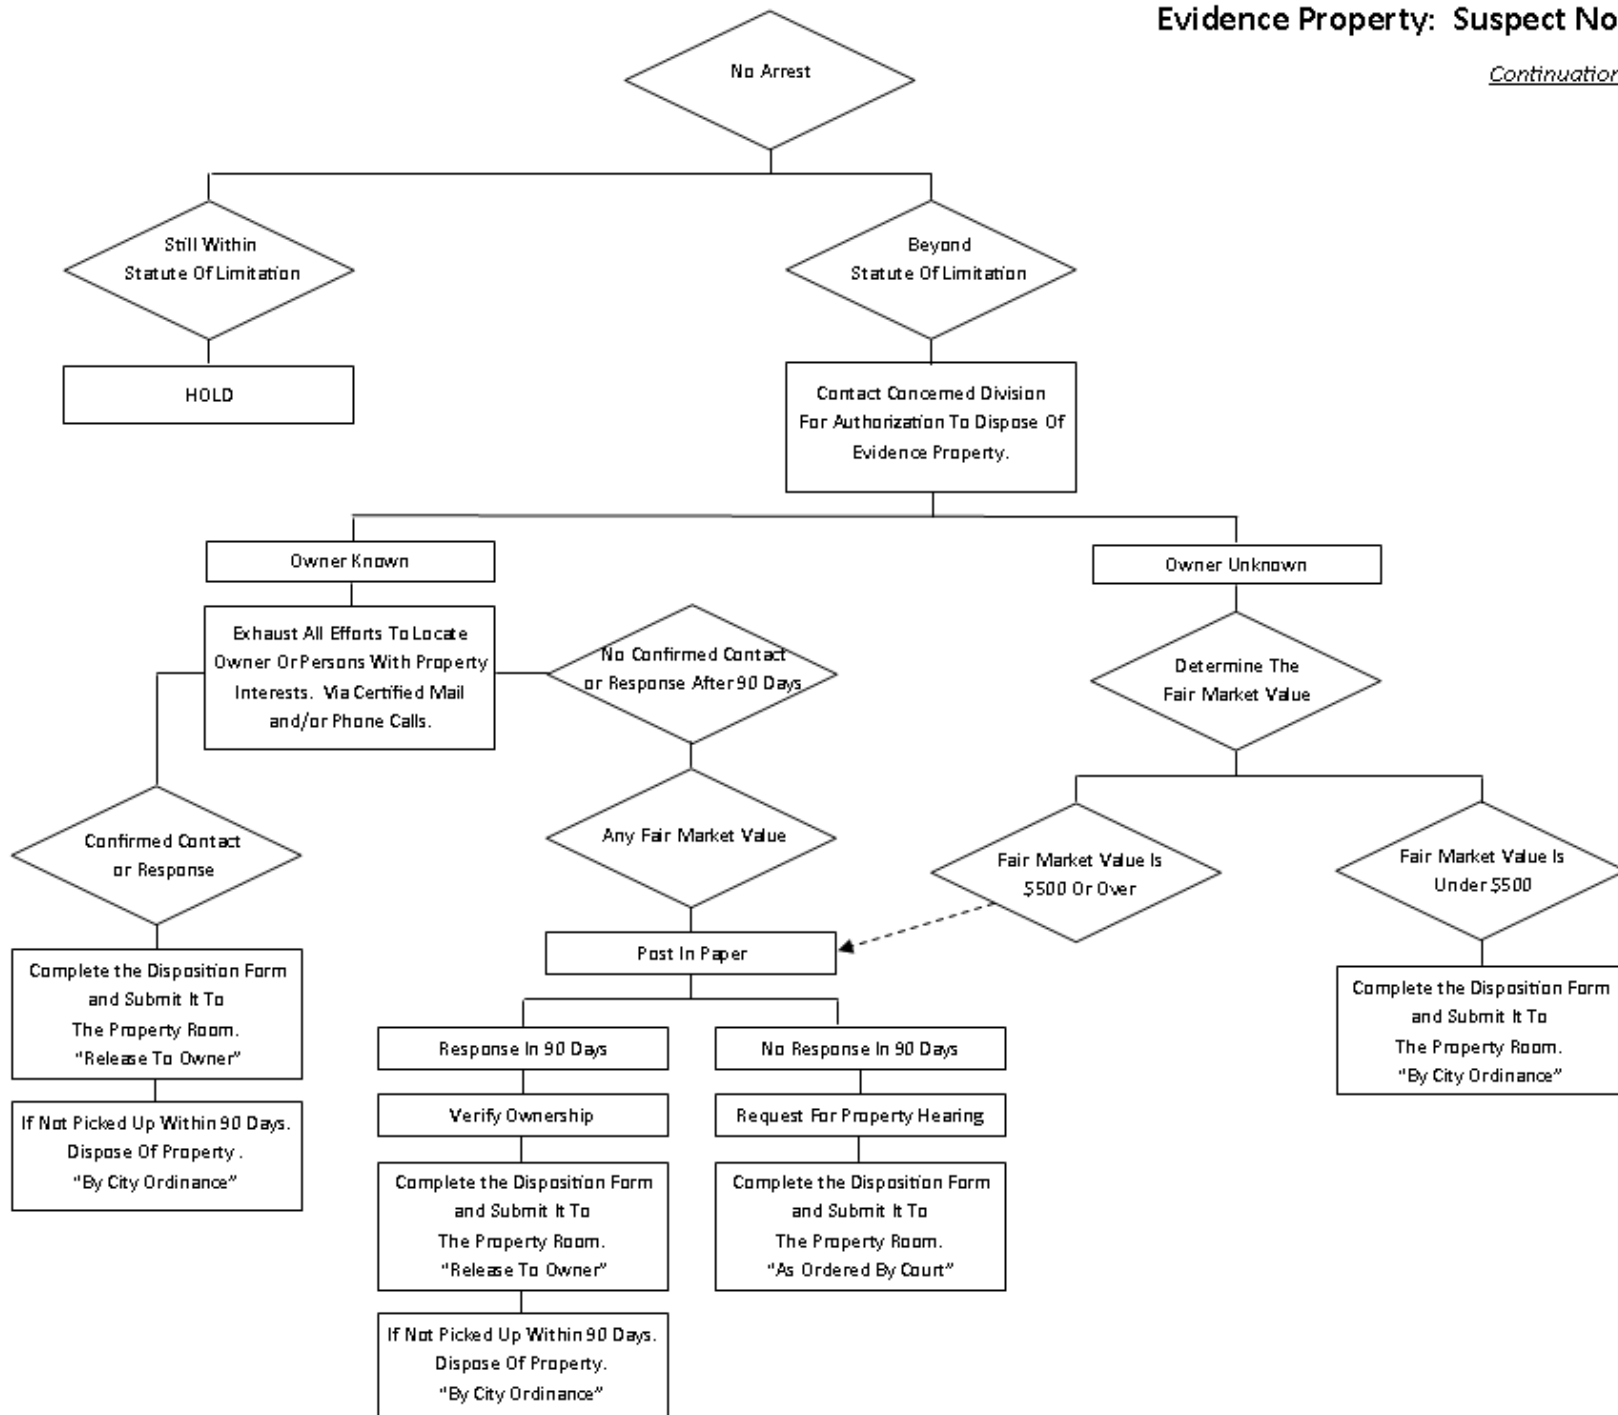 Evidence Property: Suspect No
Continuation
No Arrest
Still Within
Statute Of Limitation
Beyond
Statute Of Limitation
HOLD
Contact Concerned Division
For Authorization To Dispose Of
Evidence Property.
Owner Known
Owner Unknown
Exhaust All Efforts To Locate
Owner Or Persons With Property
Interests. Via Certified Mail
and/or Phone Calls.
No Confirmed Contact
or Response After 90 Days
Determine The
Fair Market Value
Confirmed Contact
or Response
Any Fair Market Value
Fair Market Value Is
$500 Or Over
Fair Market Value Is
Under $500
Post In Paper
Complete the Disposition Form
and Submit It To
The Property Room.
"Release To Owner"
Complete the Disposition Form
and Submit It To
The Property Room.
"By City Ordinance"
Response In 90 Days
No Response In 90 Days
If Not Picked Up Within 90 Days.
Dispose Of Property .
"By City Ordinance"
Verify Ownership
Request For Property Hearing
Complete the Disposition Form
and Submit It To
The Property Room.
"Release To Owner"
Complete the Disposition Form
and Submit It To
The Property Room.
"As Ordered By Court"
If Not Picked Up Within 90 Days.
Dispose Of Property.
"By City Ordinance"